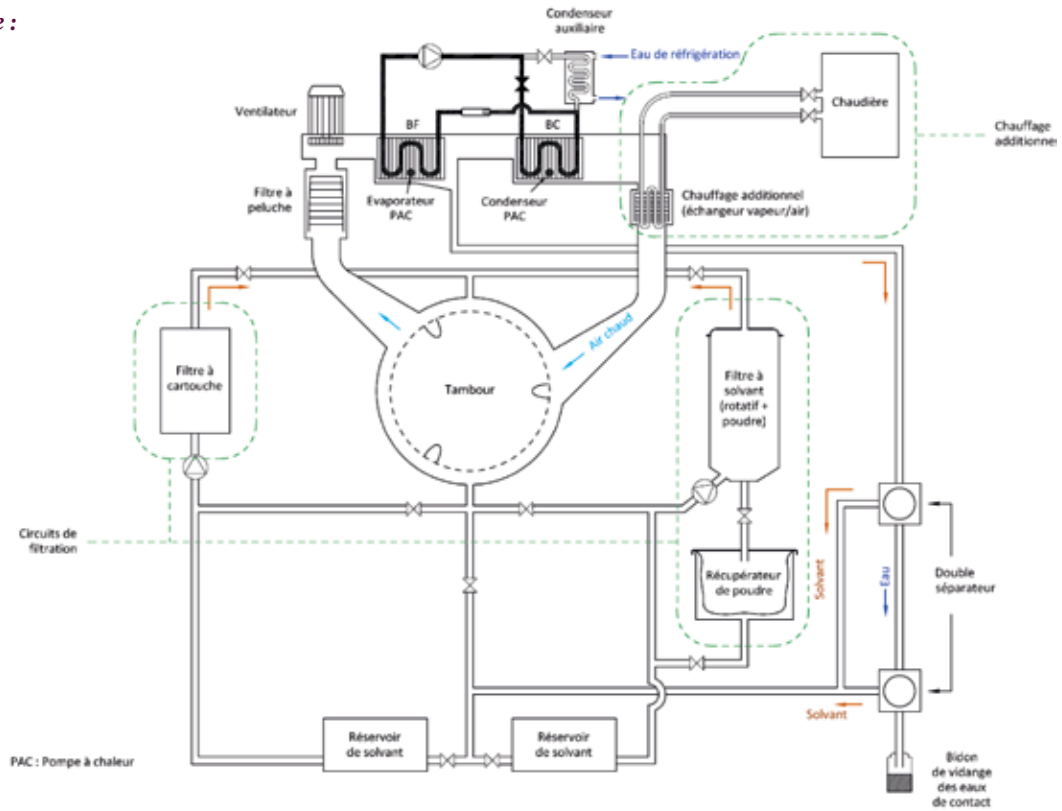 e :
Condenseur
auxiliaire
Eau de réfrigération
Chaudière
Ventilateur
BF
BC
Chauffage
additionnel
Filtre à
peluche
Evaporateur
PAC
Condenseur
PAC
Chauffage additionnel
(échangeur vapeur/air)
Air chaud
Filtre à
cartouche
Tambour
Filtre à
solvant
(rotatif +
poudre)
Circuits de
filtration
Récupérateur
de poudre
Solvant
Eau
Double
séparateur
Solvant
Réservoir
de solvant
Réservoir
de solvant
PAC : Pompe à chaleur
Bidon
de vidange
des eaux
de contact